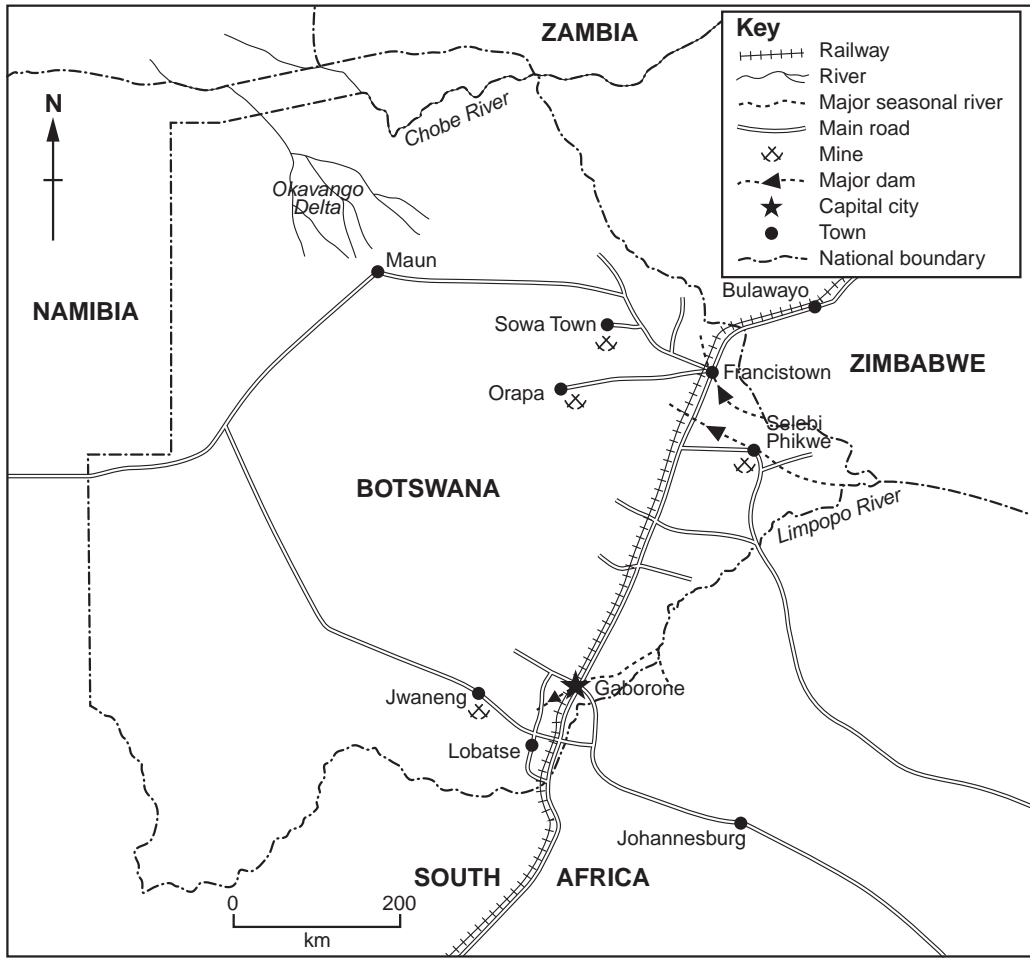 ZAMBIA
Key
Railway
River
Major seasonal river
Main road
Mine
Major dam
Capital city
Town
National boundary
N
Chobe River
Okavango
Delta
Maun
NAMIBIA
Bulawayo
Sowa Town
ZIMBABWE
Francistown
Orapa
Selebi
Phikwe
BOTSWANA
Limpopo River
Gaborone
Jwaneng
Lobatse
Johannesburg
SOUTH AFRICA
0 200
km